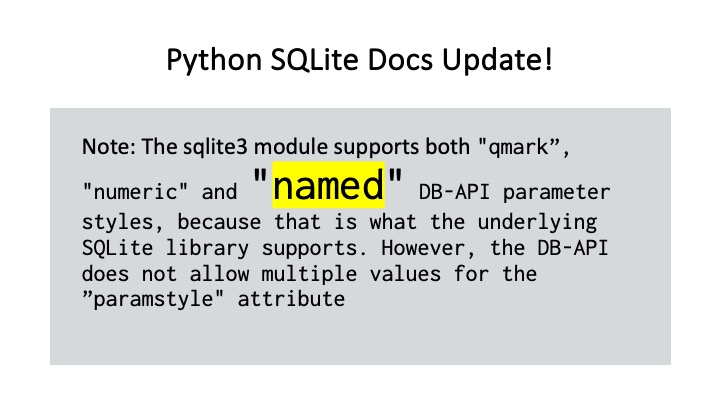 Python SQLite Docs Update!
Note: The sqlite3 module supports both "qmark”,
"numeric" and "named" DB-API parameter
styles, because that is what the underlying
SQLite library supports. However, the DB-API
does not allow multiple values for the
”paramstyle" attribute